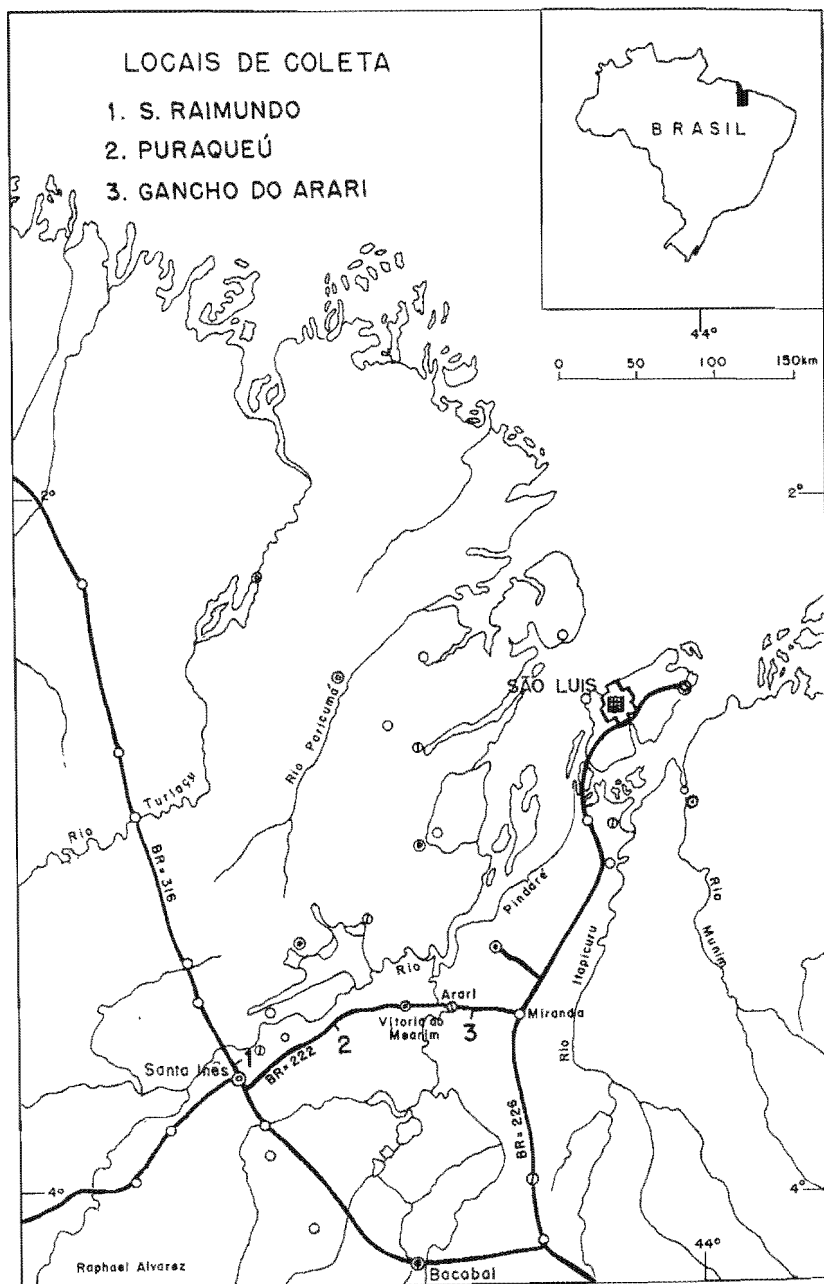 LOCAIS DE COLETA
1. S. RAIMUNDO
2. PURAQUEÚ
3. GANCHO DO ARARI
BRASIL
44°
0 50 100 150km
2°
2°
SÃO LUIS
Rio Pericumã
Rio Turiaçu
BR=316
Pindaré
Rio
Rio Itapicuru
Rio Munim
Arari
Vitoria do Mearim
3
Miranda
2
1
Santa Inês
BR=222
BR=226
4°
4°
44°
Raphael Alvarez
Bacabal